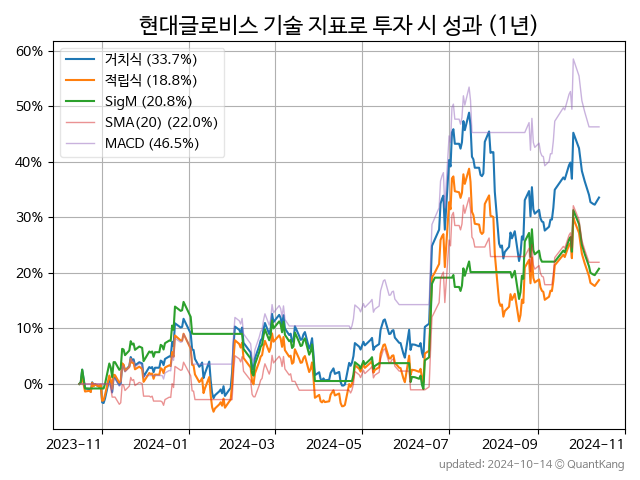 현대글로비스 기술 지표로 투자 시 성과 (1년)
60%
50%
40%
30%
20%
10%
0%
거치식 (33.7%)
적립식 (18.8%)
SigM (20.8%)
SMA(20) (22.0%)
MACD (46.5%)
2023-11
2024-01
2024-03
2024-05
2024-07
2024-09
2024-11
updated: 2024-10-14 © QuantKang